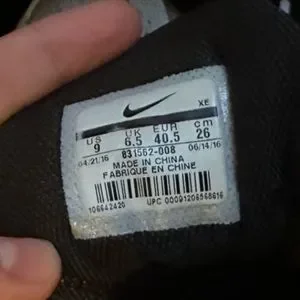 XE
US UK EUR cm
9 6.5 40.5 26
04/21/16 831562-008 06/14/16
MADE IN CHINA
FABRIQUE EN CHINE
106642420 UPC 00091206968616